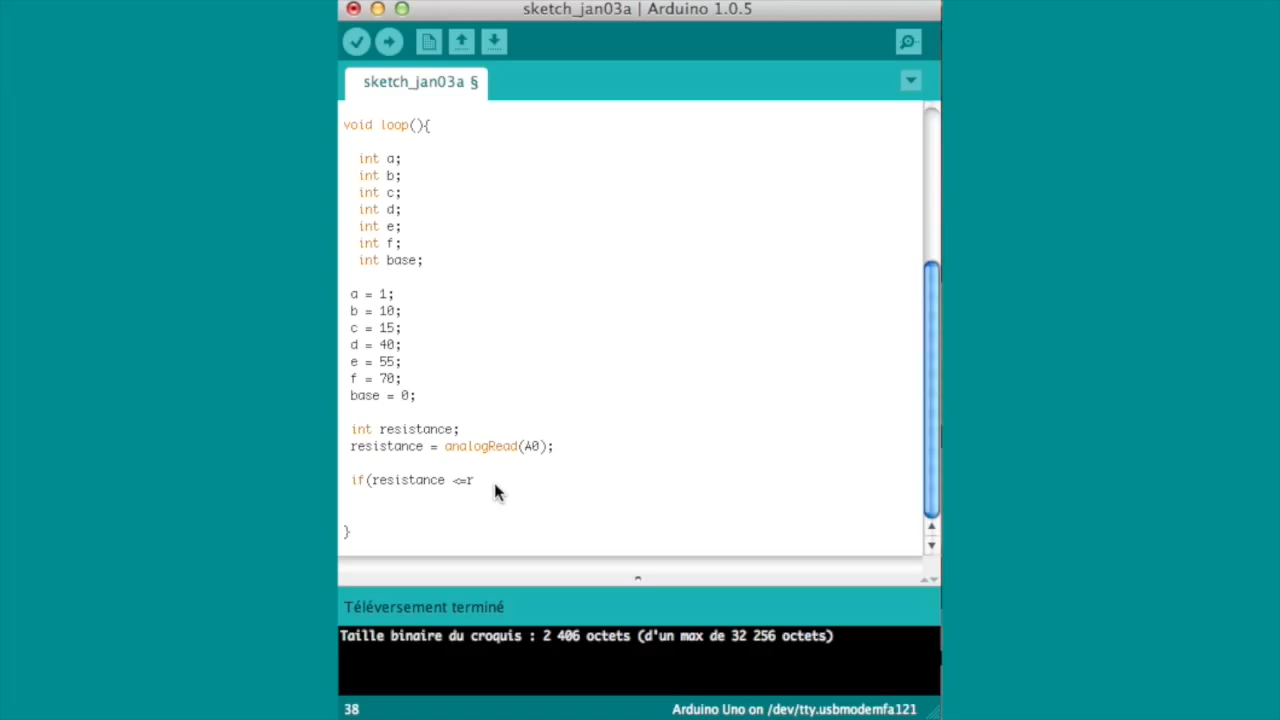 sketch_jan03a | Arduino 1.0.5
sketch_jan03a §
void loop(){
int a;
int b;
int c;
int d;
int e;
int f;
int base;
a = 1;
b = 10;
c = 15;
d = 40;
e = 55;
f = 70;
base = 0;
int resistance;
resistance = analogRead(A0);
if(resistance <=r
}
Téléversement terminé
Taille binaire du croquis : 2 406 octets (d'un max de 32 256 octets)
38
Arduino Uno on /dev/tty.usbmodemfa121